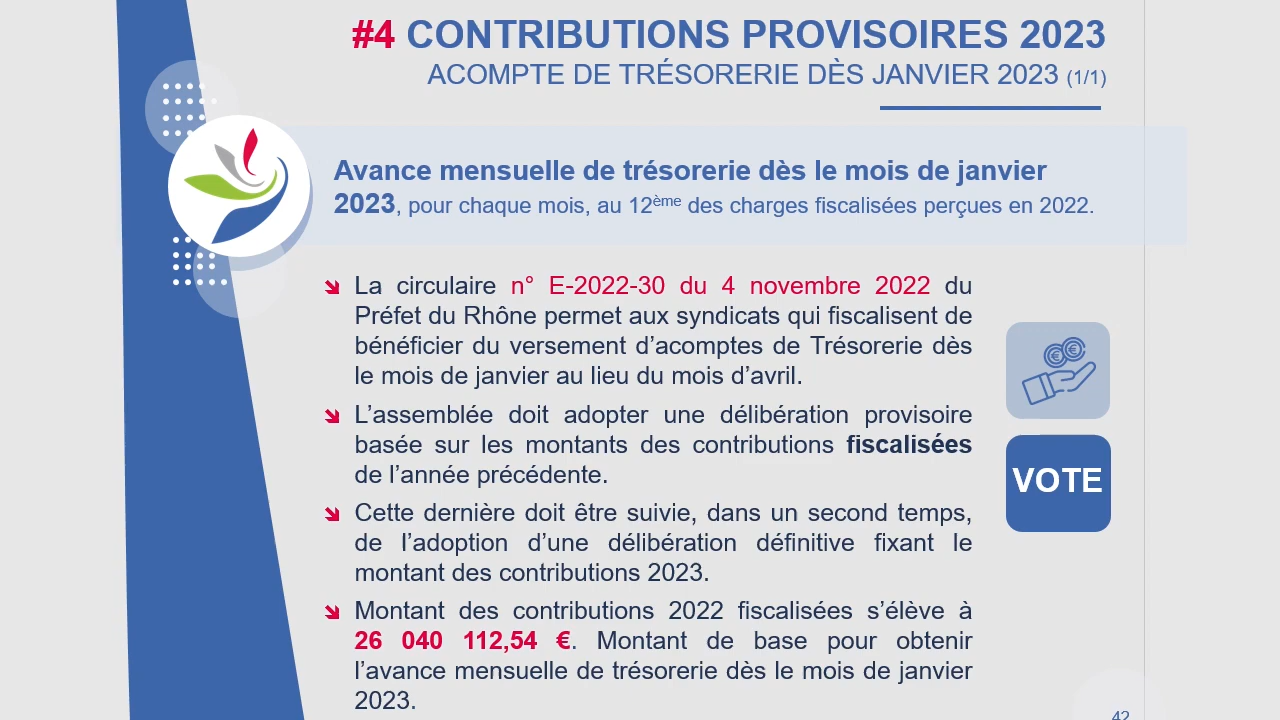 #4 CONTRIBUTIONS PROVISOIRES 2023
ACOMPTE DE TRÉSORERIE DÈS JANVIER 2023 (1/1)
Avance mensuelle de trésorerie dès le mois de janvier
2023, pour chaque mois, au 12ème des charges fiscalisées perçues en 2022.
La circulaire n° E-2022-30 du 4 novembre 2022 du
Préfet du Rhône permet aux syndicats qui fiscalisent de
bénéficier du versement d’acomptes de Trésorerie dès
le mois de janvier au lieu du mois d’avril.
L’assemblée doit adopter une délibération provisoire
basée sur les montants des contributions fiscalisées
de l’année précédente.
Cette dernière doit être suivie, dans un second temps,
de l’adoption d’une délibération définitive fixant le
montant des contributions 2023.
Montant des contributions 2022 fiscalisées s’élève à
26 040 112,54 €. Montant de base pour obtenir
l’avance mensuelle de trésorerie dès le mois de janvier
2023.
VOTE
42